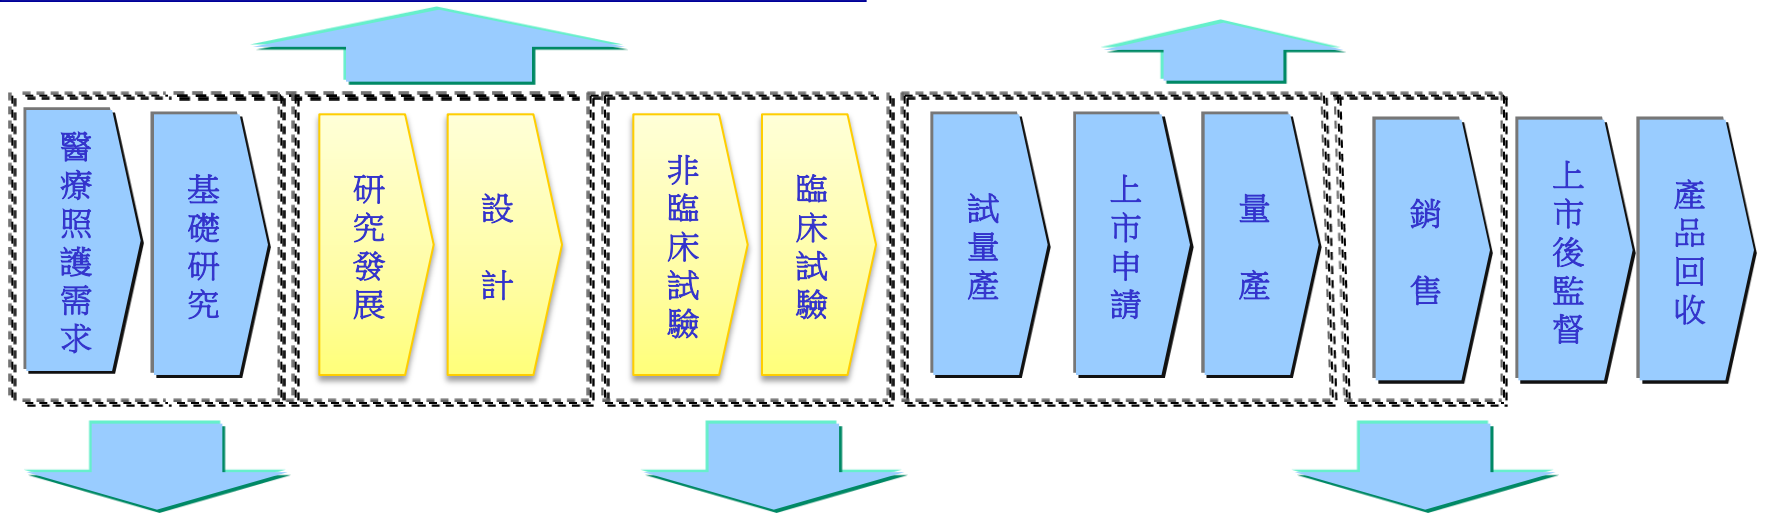 醫療照護需求
基礎研究
研究發展
設計
非臨床試驗
臨床試驗
試量產
上市申請
量產
銷售
上市後監督
產品回收